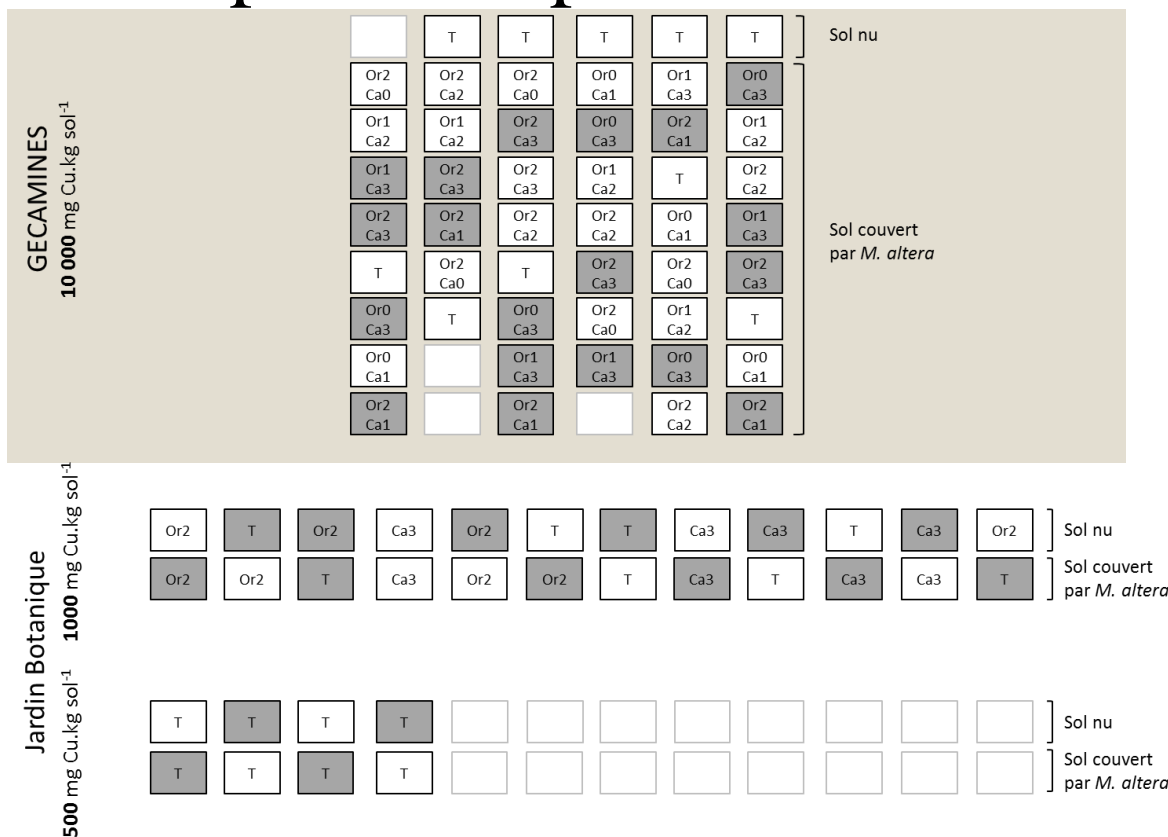 GECAMINES
10 000 mg Cu.kg sol-1
T T T T T
Sol nu
Or2 Or2 Or2 Or0 Or1 Or0
Ca0 Ca2 Ca0 Ca1 Ca3 Ca3
Or1 Or1 Or2 Or0 Or2 Or1
Ca2 Ca2 Ca3 Ca3 Ca1 Ca2
Or1 Or2 Or2 Or1 T Or2
Ca3 Ca3 Ca3 Ca2 Ca2
Or2 Or2 Or2 Or2 Or0 Or1
Ca3 Ca1 Ca2 Ca2 Ca1 Ca3
Sol couvert
par M. altera
T Or2 T Or2 Or2 Or2
Ca0 Ca3 Ca0 Ca3
Or0 T Or0 Or2 Or1 T
Ca3 Ca3 Ca0 Ca2
Or0 Or1 Or1 Or0 Or0
Ca1 Ca3 Ca3 Ca3 Ca1
Or2 Or2 Or2 Or2
Ca1 Ca1 Ca2 Ca1
Jardin Botanique
1000 mg Cu.kg sol-1
Or2 T Or2 Ca3 Or2 T T Ca3 Ca3 T Ca3 Or2
Sol nu
Or2 Or2 T Ca3 Or2 Or2 T Ca3 T Ca3 Ca3 T
Sol couvert
par M. altera
500 mg Cu.kg sol-1
T T T T
Sol nu
T T T T
Sol couvert
par M. altera